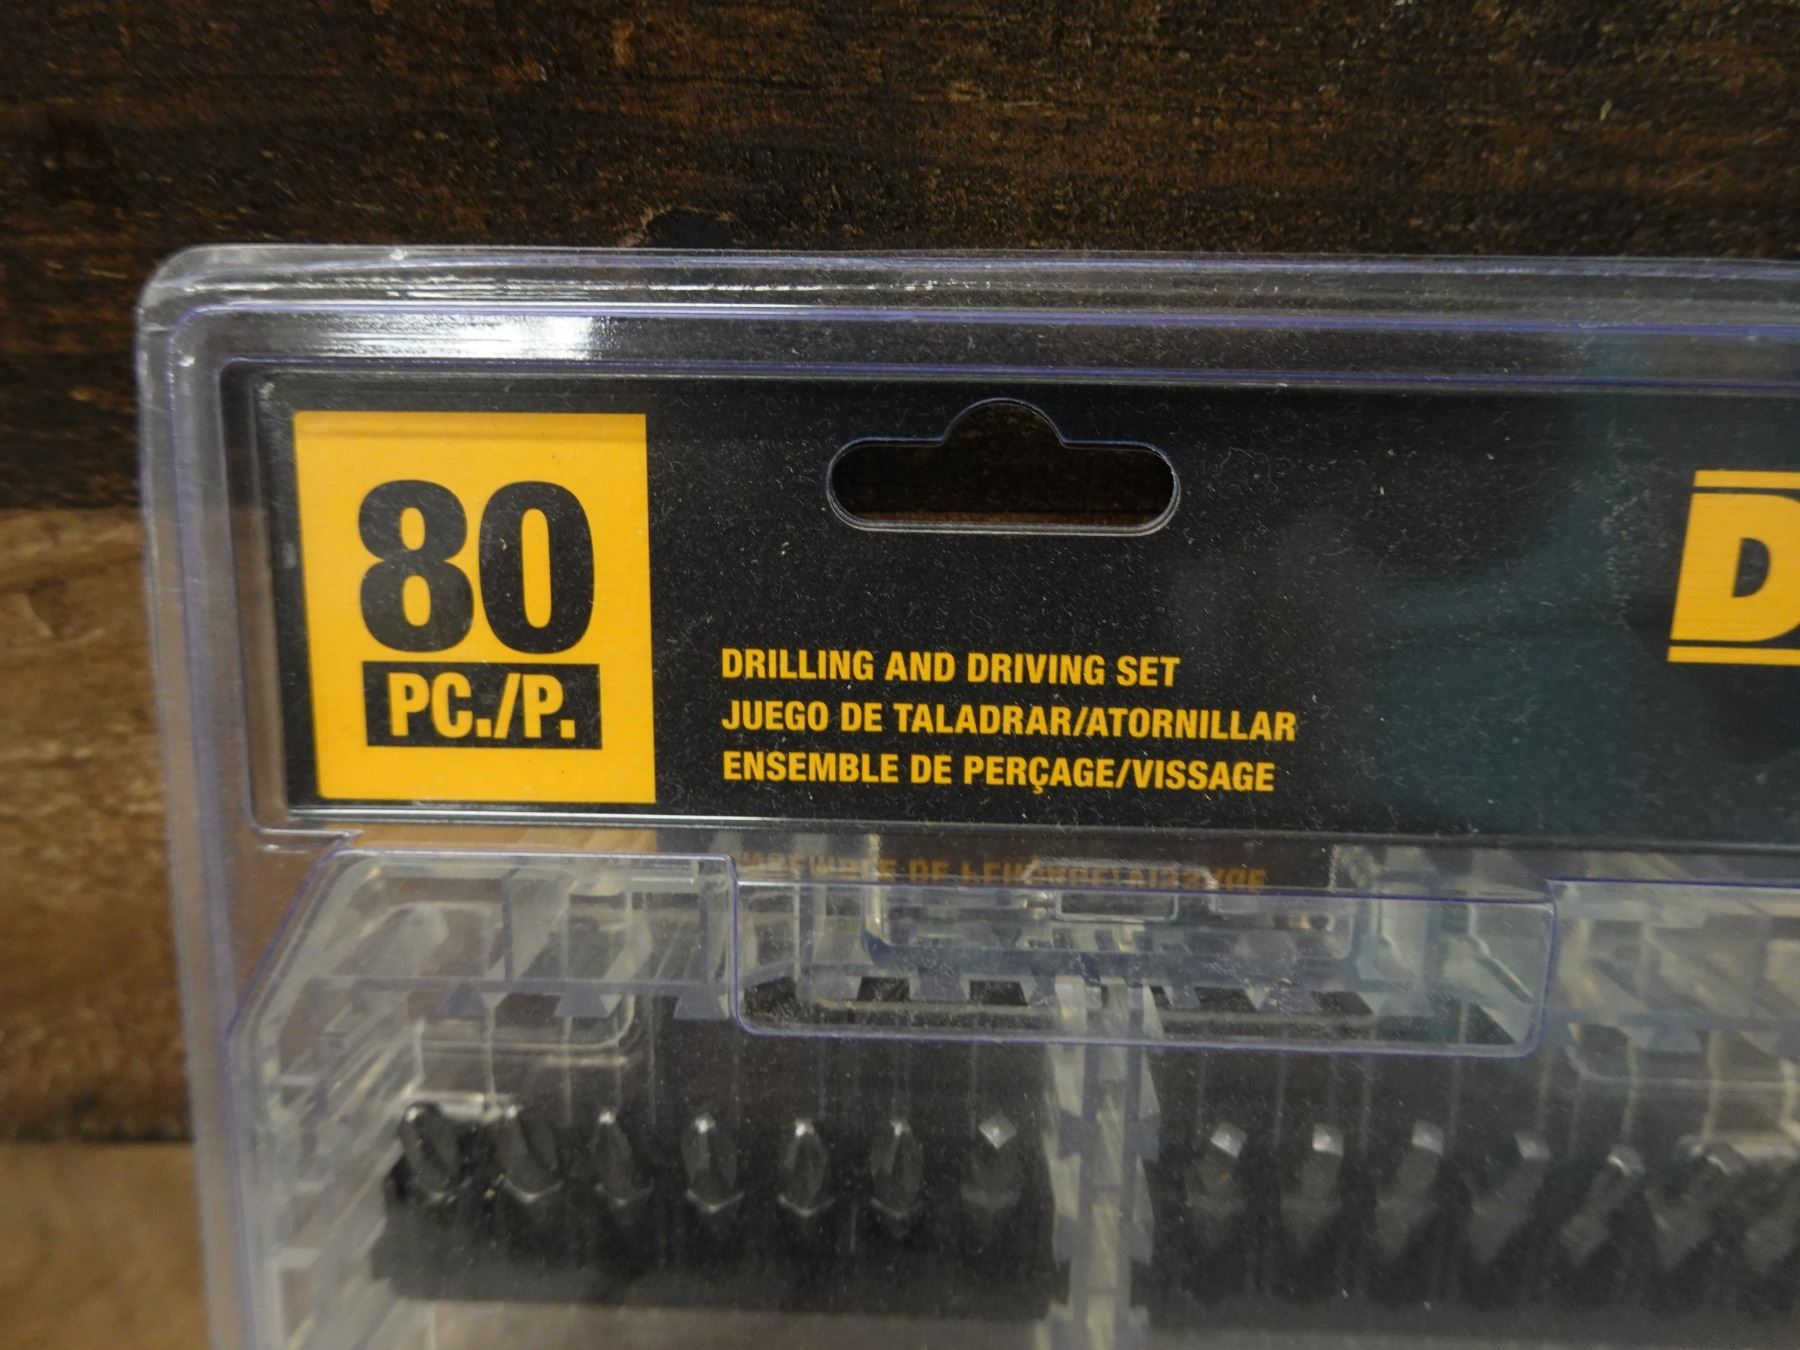 80
PC./P.
DRILLING AND DRIVING SET
JUEGO DE TALADRAR/ATORNILLAR
ENSEMBLE DE PERÇAGE/VISSAGE
D